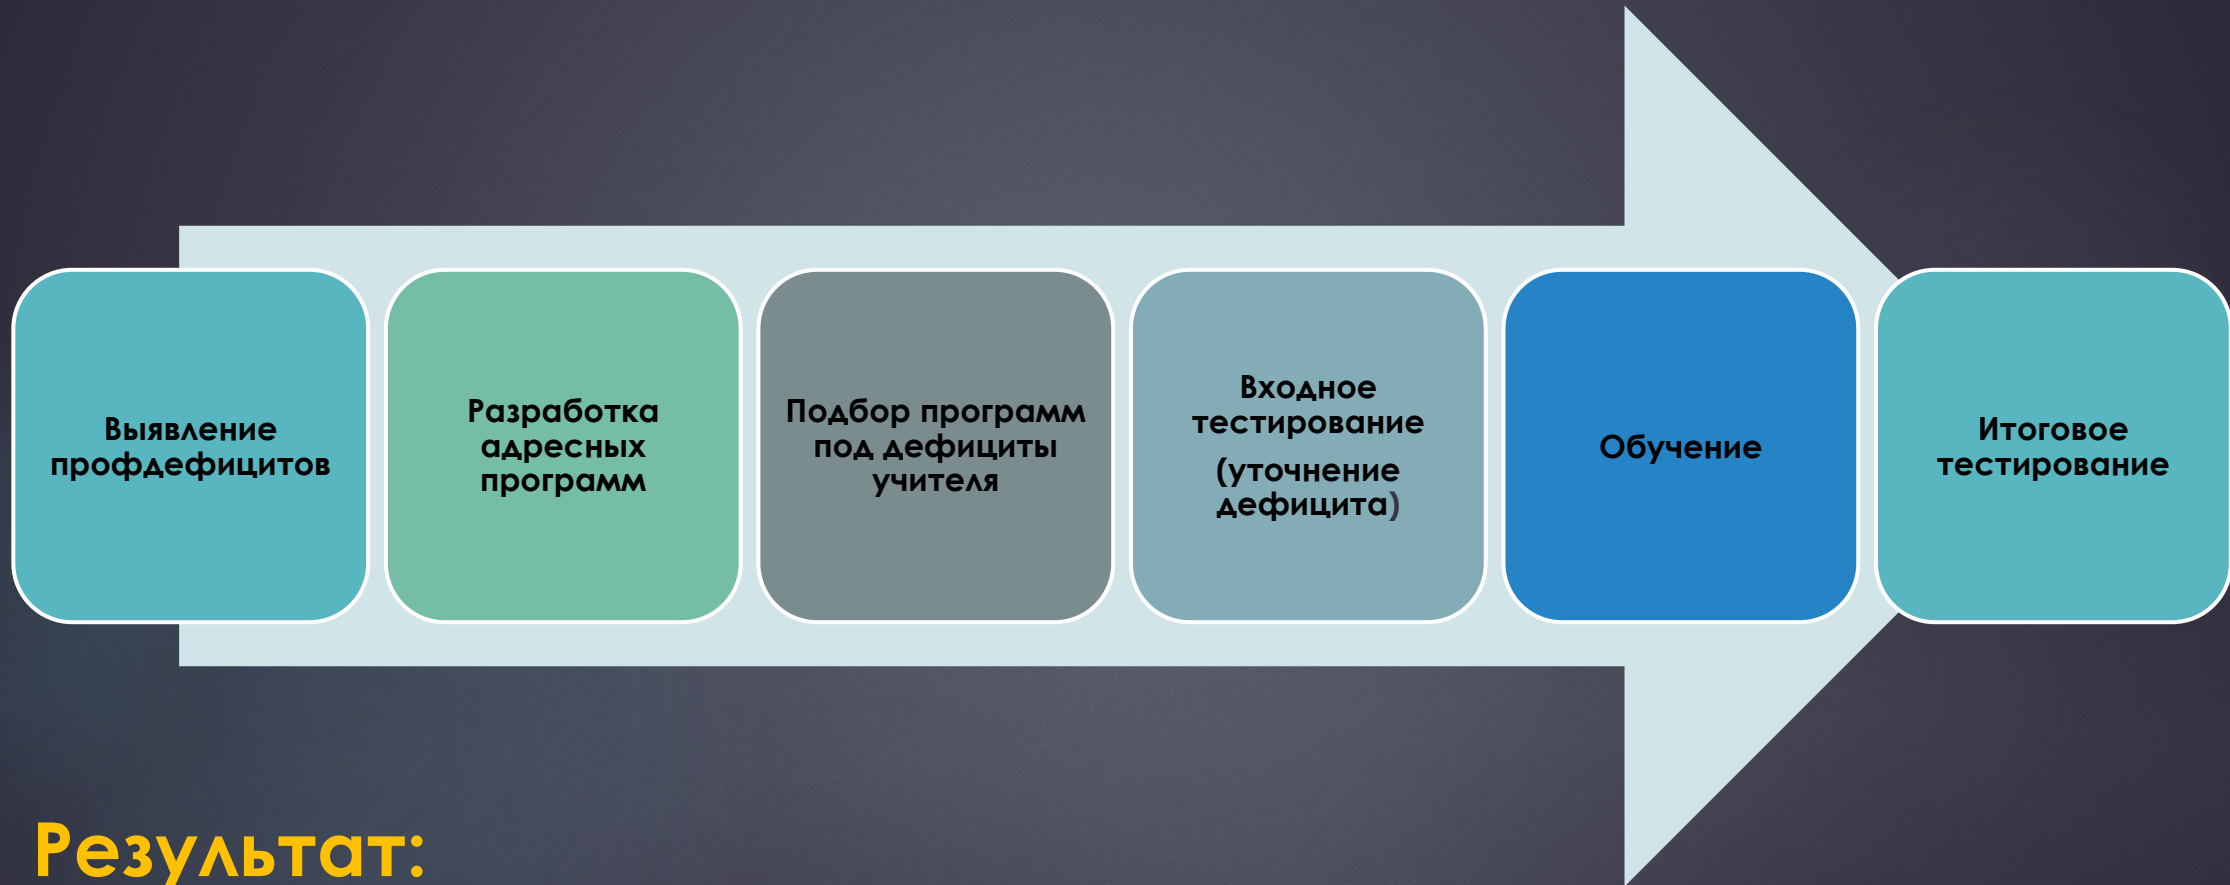 Выявление
профдефицитов
Разработка
адресных
программ
Подбор программ
под дефициты
учителя
Входное
тестирование
(уточнение
дефицита)
Обучение
Итоговое
тестирование
Результат: